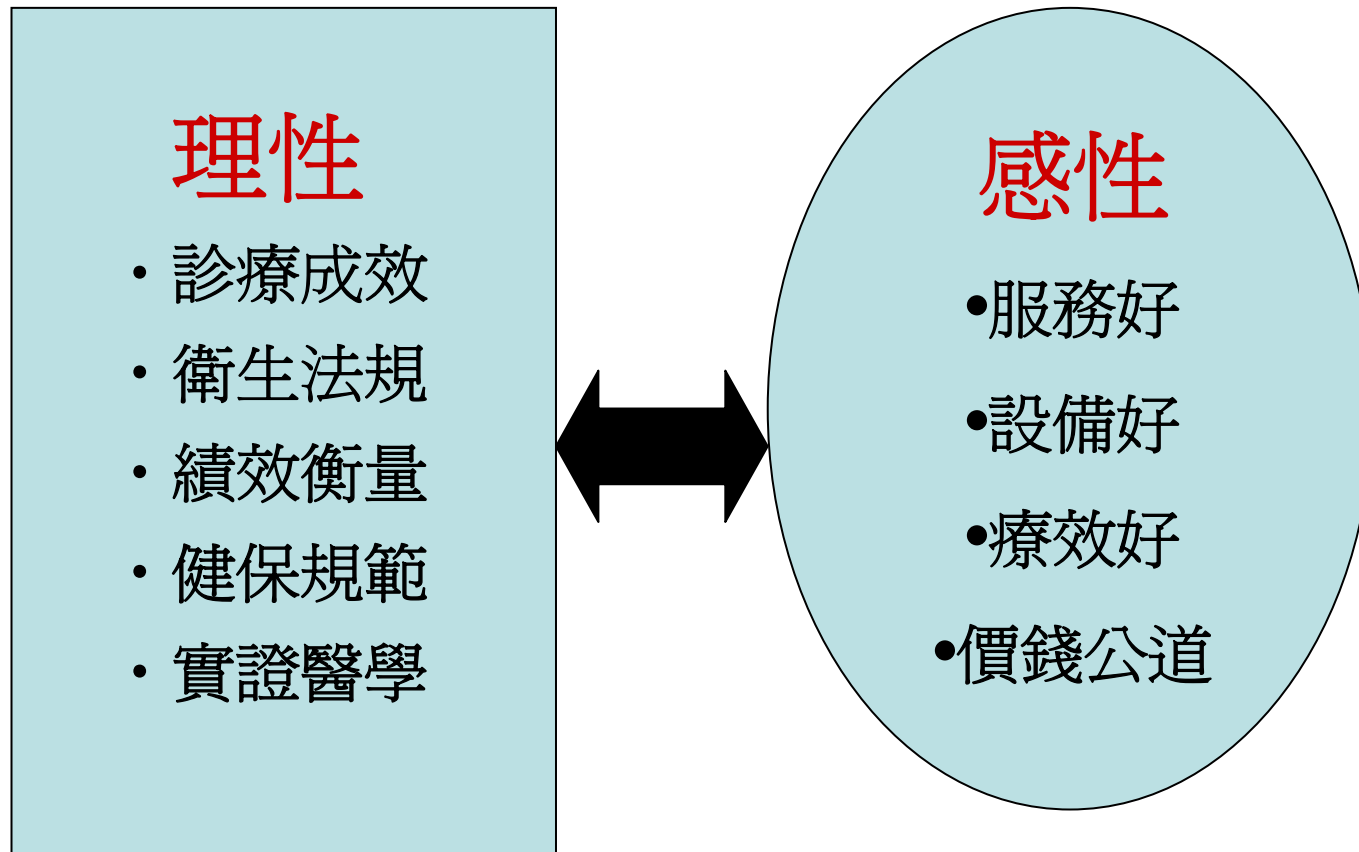 理性
・診療成效
・衛生法規
・績效衡量
・健保規範
・實證醫學
感性
•服務好
•設備好
•療效好
•價錢公道